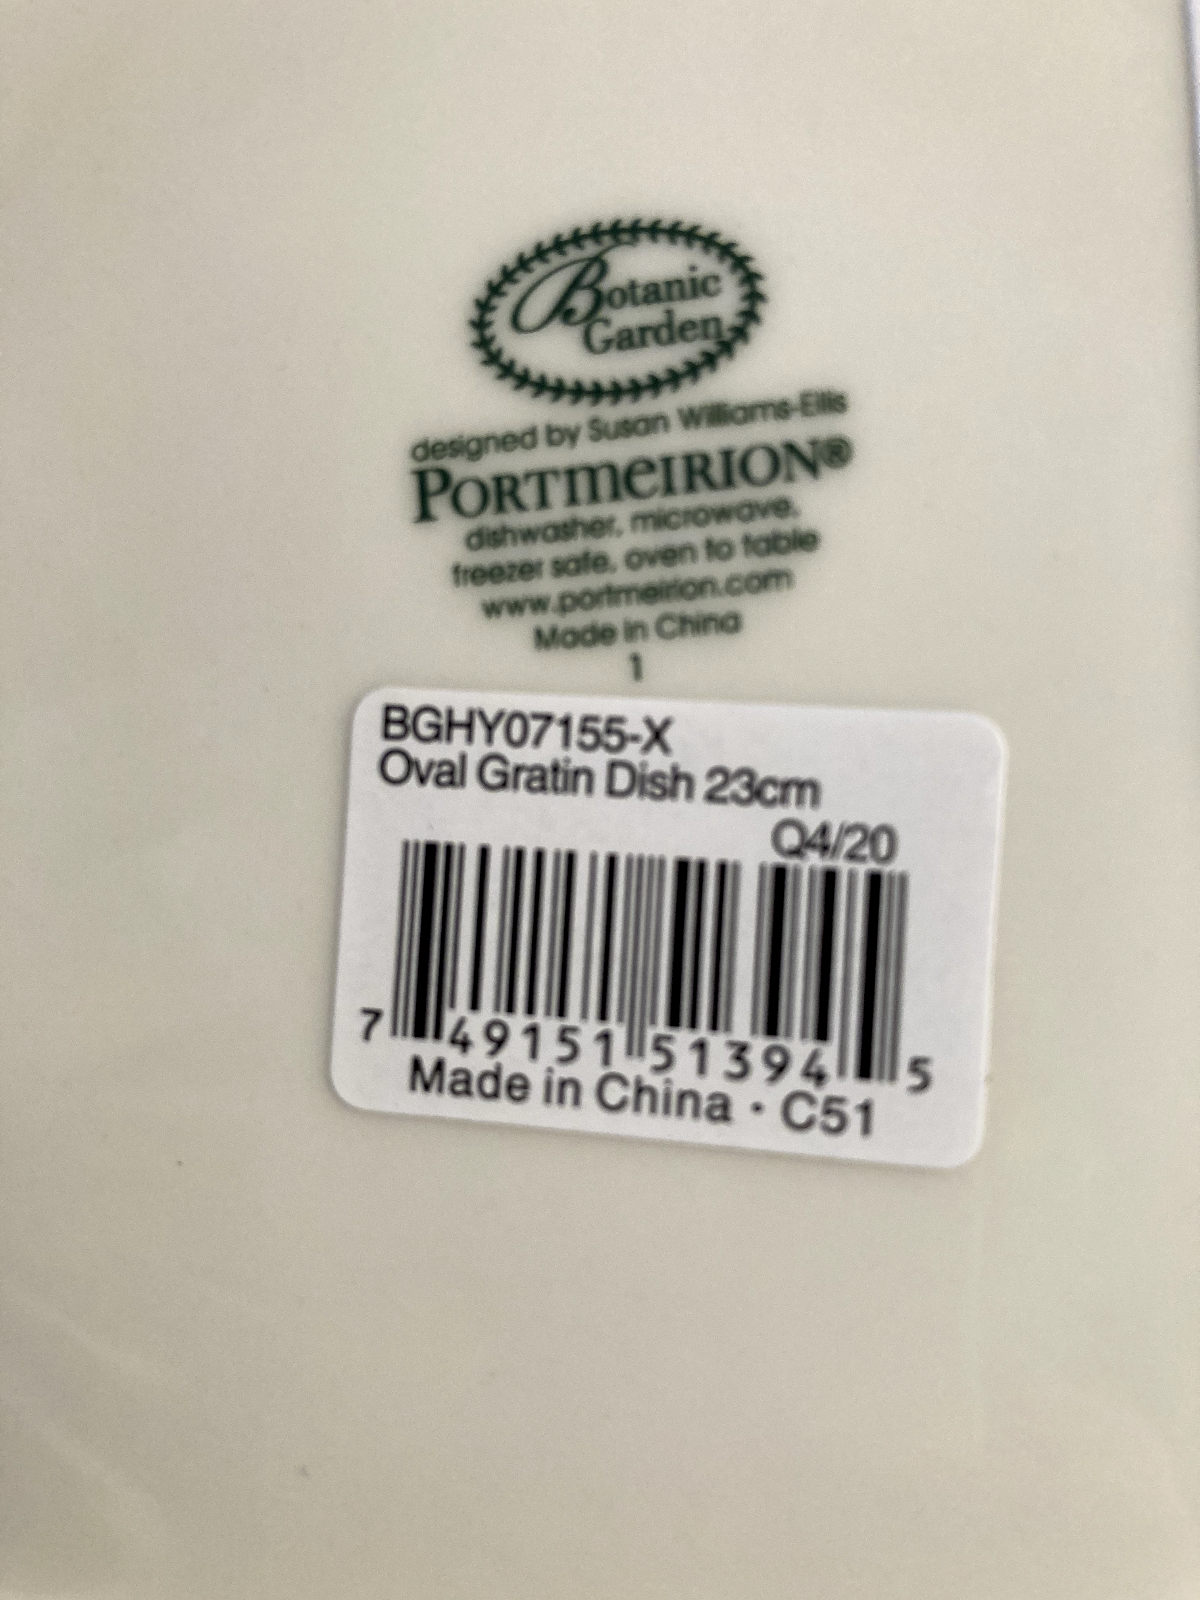 Botanic
Garden
designed by Susan Williams-Ellis
PORTMEIRION®
dishwasher, microwave,
freezer safe, oven to table
www.portmeirion.com
Made in China
1
BGHY07155-X
Oval Gratin Dish 23cm
Q4/20
7 49151 51394 5
Made in China · C51